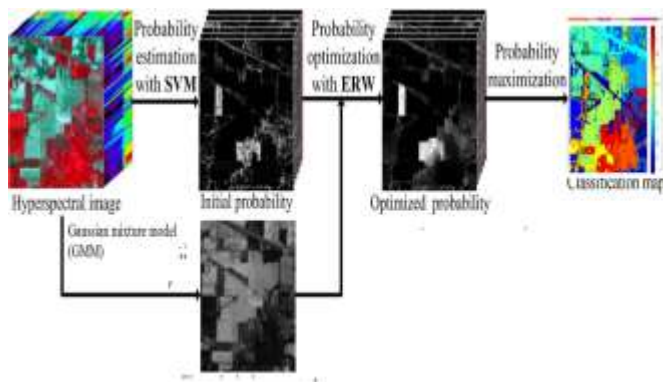 Probability
estimation
with SVM
Probability
optimization
with ERW
Probability
maximization
Hyperspectral image
Initial probability
Optimized probability
Classification map
Gaussian mixture model
(GMM)